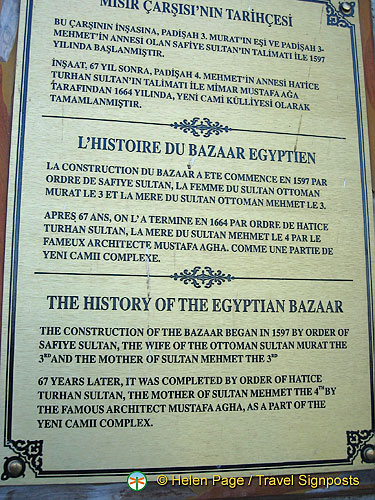 MISIR ÇARŞISI'NIN TARİHÇESİ
BU ÇARŞININ İNŞASINA, PADİŞAH 3. MURAT'IN EŞİ VE PADİŞAH 3-
MEHMET'İN ANNESİ OLAN SAFİYE SULTAN'IN TALİMATI İLE 1597
YILINDA BAŞLANMIŞTIR.
İNŞAAT, 67 YIL SONRA, PADİŞAH 4. MEHMET'İN ANNESİ HATİCE
TURHAN SULTAN'IN TALİMATI İLE MİMAR MUSTAFA AĞA
TARAFINDAN 1664 YILINDA, YENİ CAMİ KÜLLİYESİ OLARAK
TAMAMLANMIŞTIR.
L'HISTOIRE DU BAZAAR EGYPTIEN
LA CONSTRUCTION DU BAZAAR A ETE COMMENCE EN 1597 PAR
ORDRE DE SAFIYE SULTAN, LA FEMME DU SULTAN OTTOMAN
MURAT LE 3 ET LA MERE DU SULTAN OTTOMAN MEHMET LE 3.
APRES 67 ANS, ON L' A TERMINE EN 1664 PAR ORDRE DE HATICE
TURHAN SULTAN, LA MERE DU SULTAN MEHMET LE 4 PAR LE
FAMEUX ARCHITECTE MUSTAFA AGHA. COMME UNE PARTIE DE
YENI CAMII COMPLEXE.
THE HISTORY OF THE EGYPTIAN BAZAAR
THE CONSTRUCTION OF THE BAZAAR BEGAN IN 1597 BY ORDER OF
SAFIYE SULTAN, THE WIFE OF THE OTTOMAN SULTAN MURAT THE
3RD AND THE MOTHER OF SULTAN MEHMET THE 3RD
67 YEARS LATER, IT WAS COMPLETED BY ORDER OF HATICE
TURHAN SULTAN, THE MOTHER OF SULTAN MEHMET THE 4TH BY
THE FAMOUS ARCHITECT MUSTAFA AGHA, AS A PART OF THE
YENI CAMII COMPLEX.
© Helen Page / Travel Signposts